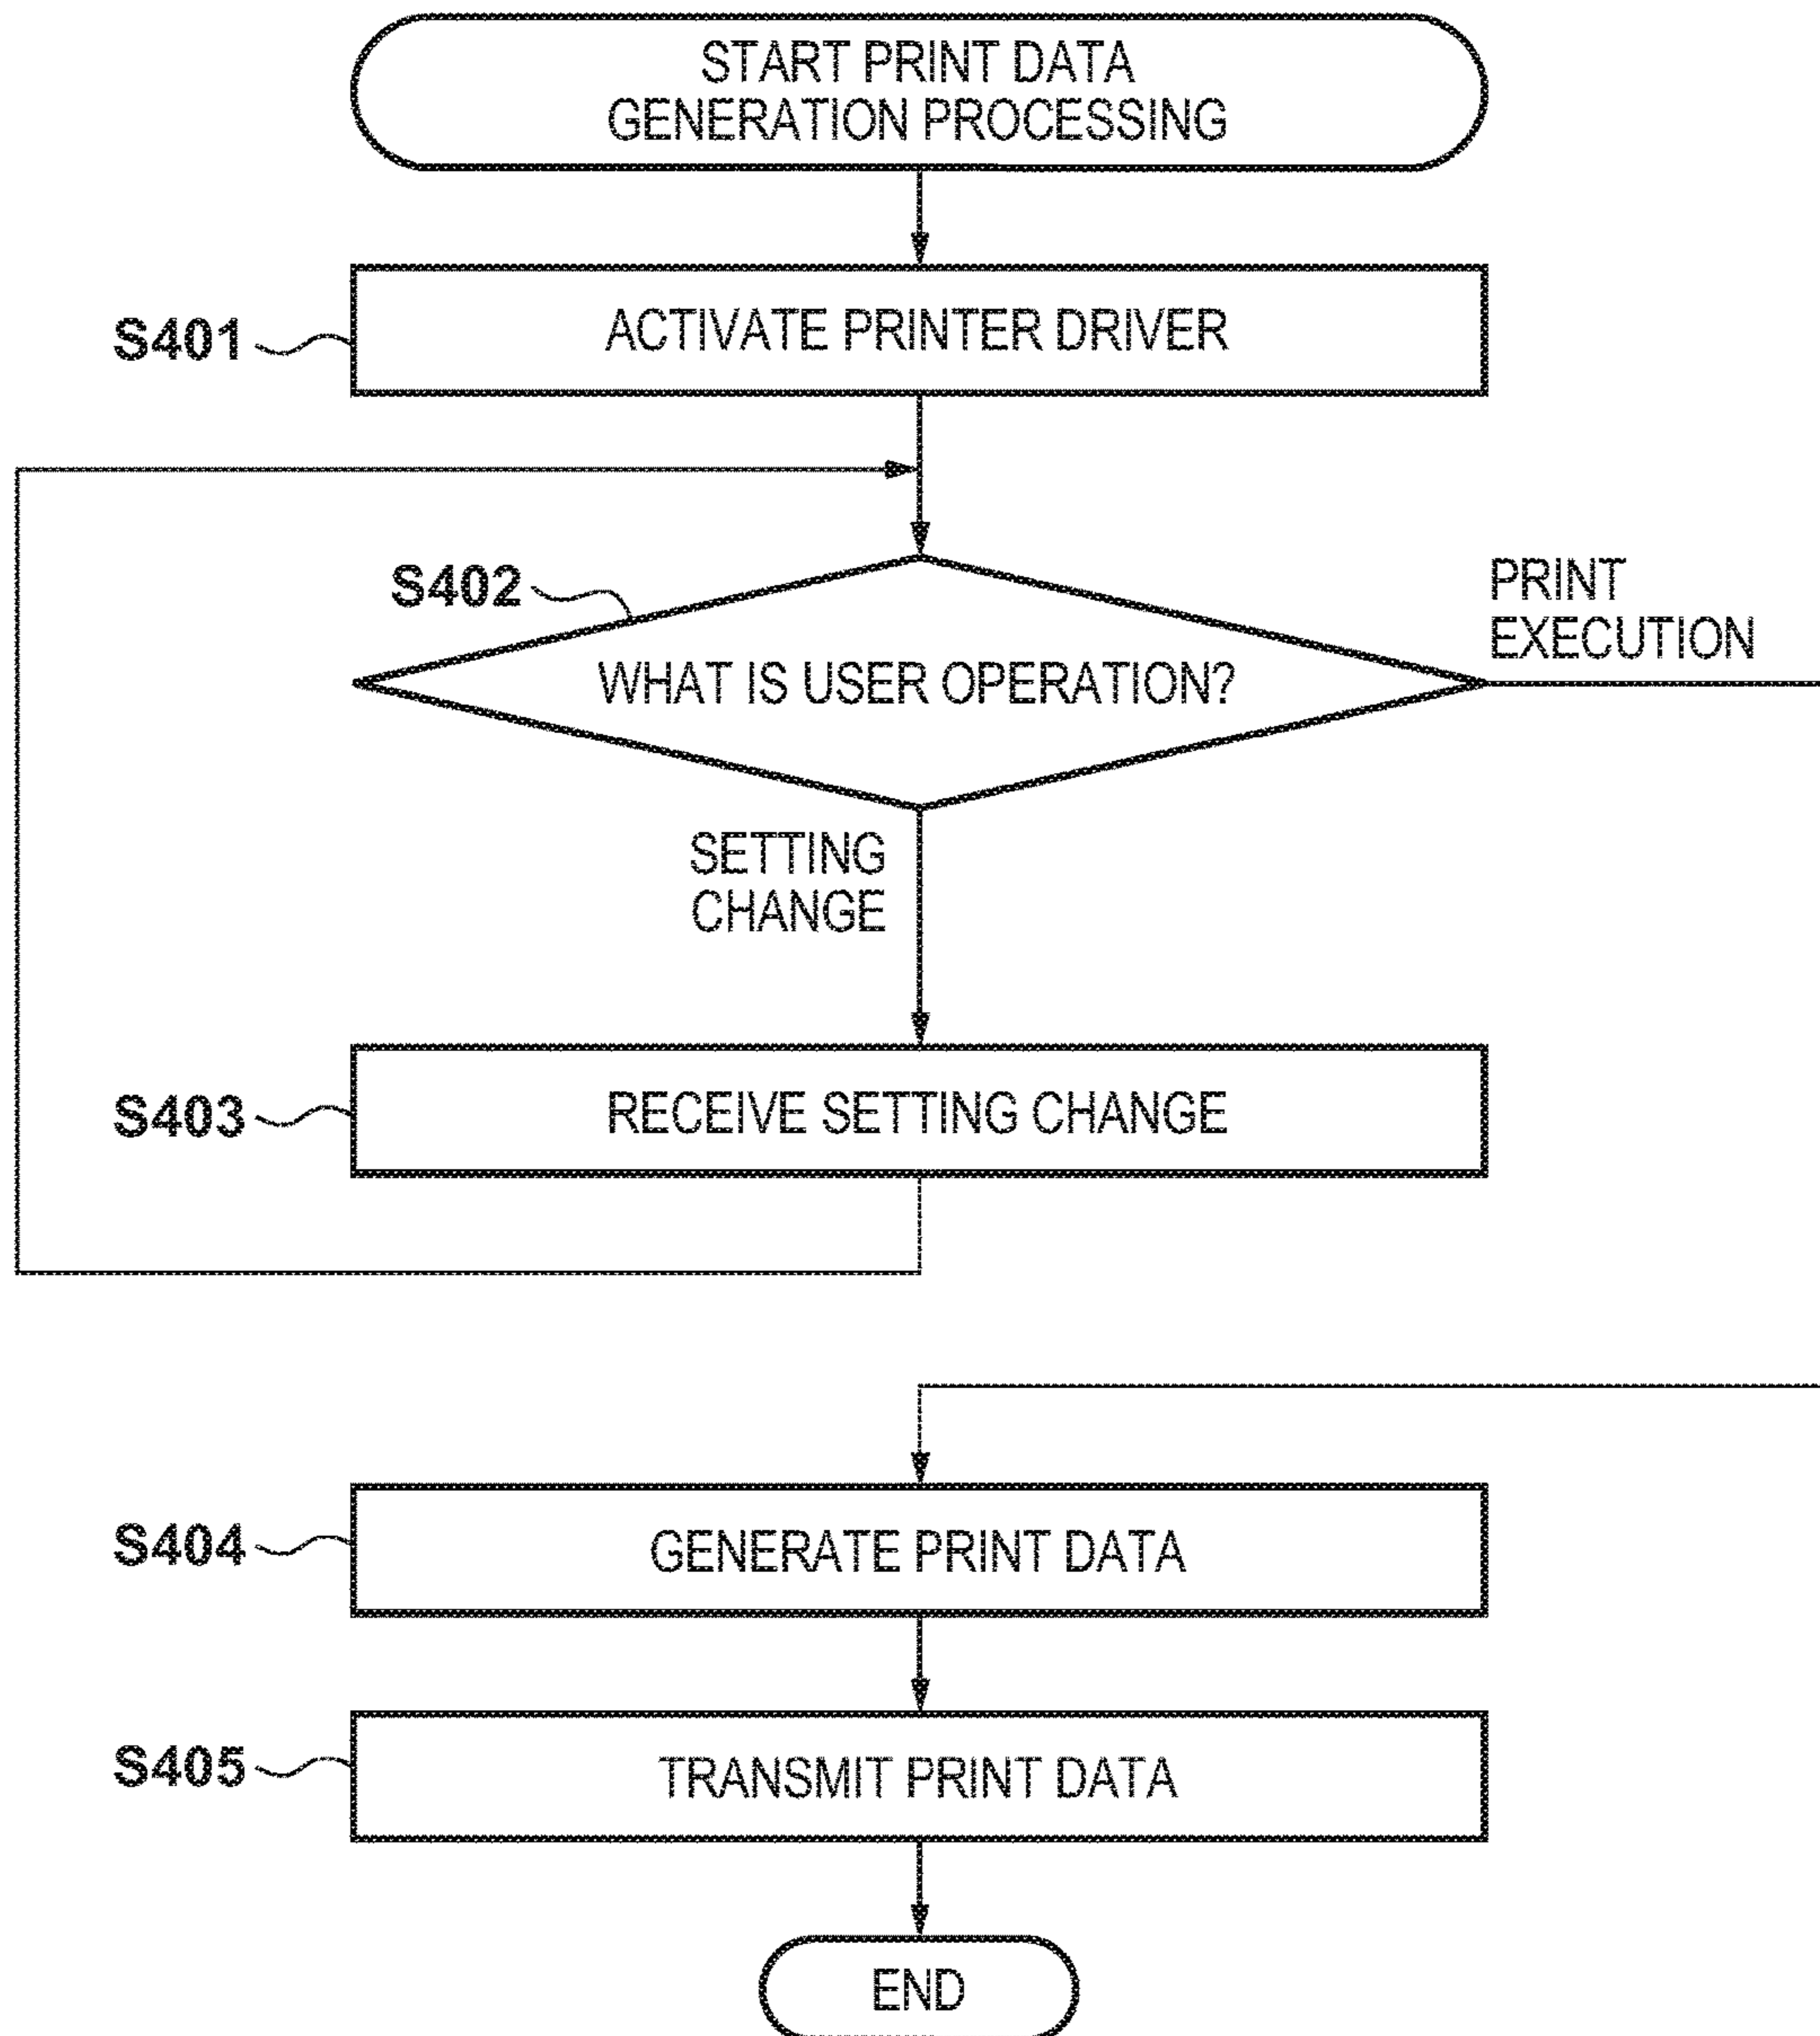 START PRINT DATA
GENERATION PROCESSING
S401
ACTIVATE PRINTER DRIVER
S402
WHAT IS USER OPERATION?
PRINT
EXECUTION
SETTING
CHANGE
S403
RECEIVE SETTING CHANGE
S404
GENERATE PRINT DATA
S405
TRANSMIT PRINT DATA
END